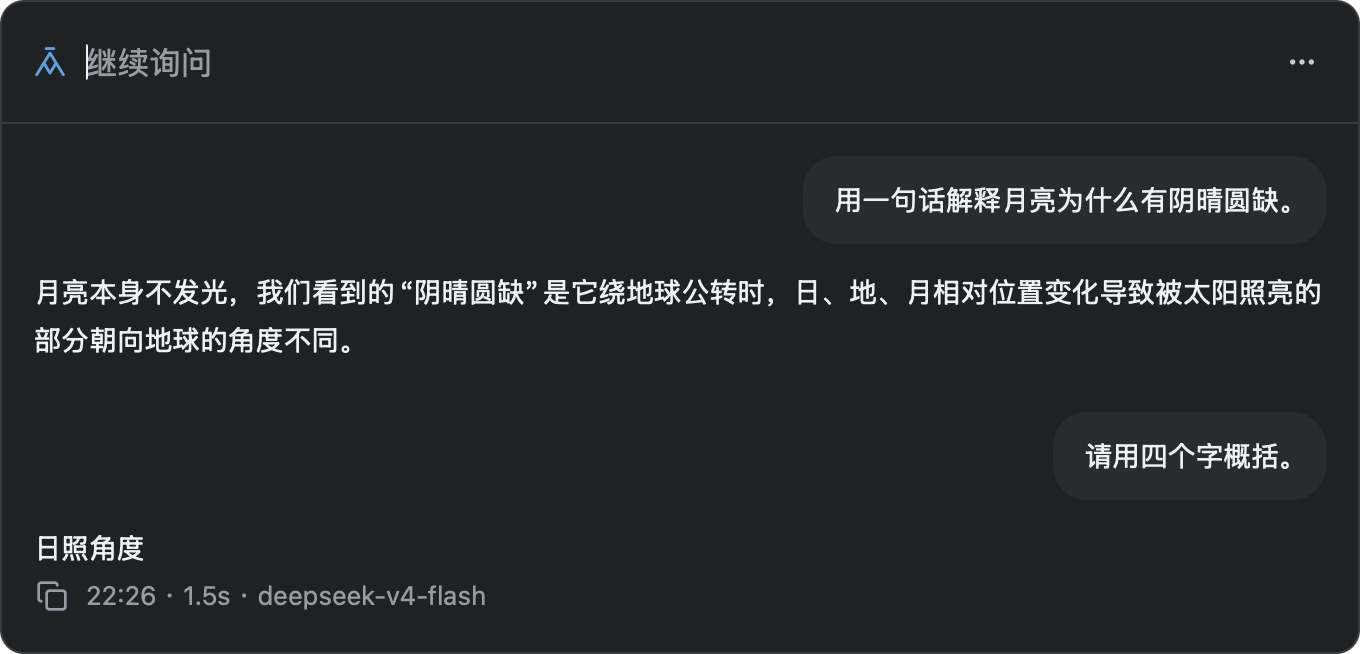 继续询问
用一句话解释月亮为什么有阴晴圆缺。
月亮本身不发光，我们看到的“阴晴圆缺”是它绕地球公转时，日、地、月相对位置变化导致被太阳照亮的
部分朝向地球的角度不同。
请用四个字概括。
日照角度
22:26 · 1.5s · deepseek-v4-flash